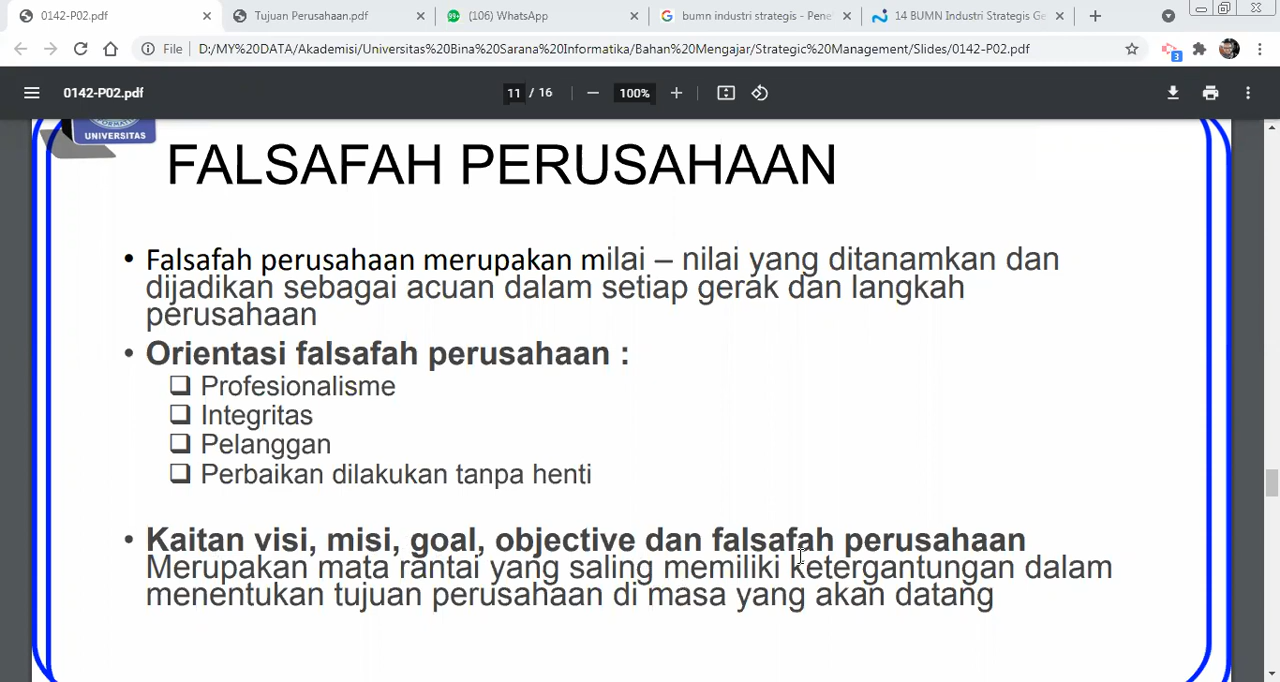 0142-P02.pdf
Tujuan Perusahaan.pdf
99+
(106) WhatsApp
bumn industri strategis - Pene
14 BUMN Industri Strategis Ge
File
D:/MY%20DATA/Akademisi/Universitas%20Bina%20Sarana%20Informatika/Bahan%20Mengajar/Strategic%20Management/Slides/0142-P02.pdf
3
0142-P02.pdf
11 / 16
100%
UNIVERSITAS
FALSAFAH PERUSAHAAN
• Falsafah perusahaan merupakan milai – nilai yang ditanamkan dan
dijadikan sebagai acuan dalam setiap gerak dan langkah
perusahaan
• Orientasi falsafah perusahaan :
❑ Profesionalisme
❑ Integritas
❑ Pelanggan
❑ Perbaikan dilakukan tanpa henti
• Kaitan visi, misi, goal, objective dan falsafah perusahaan
Merupakan mata rantai yang saling memiliki ketergantungan dalam
menentukan tujuan perusahaan di masa yang akan datang